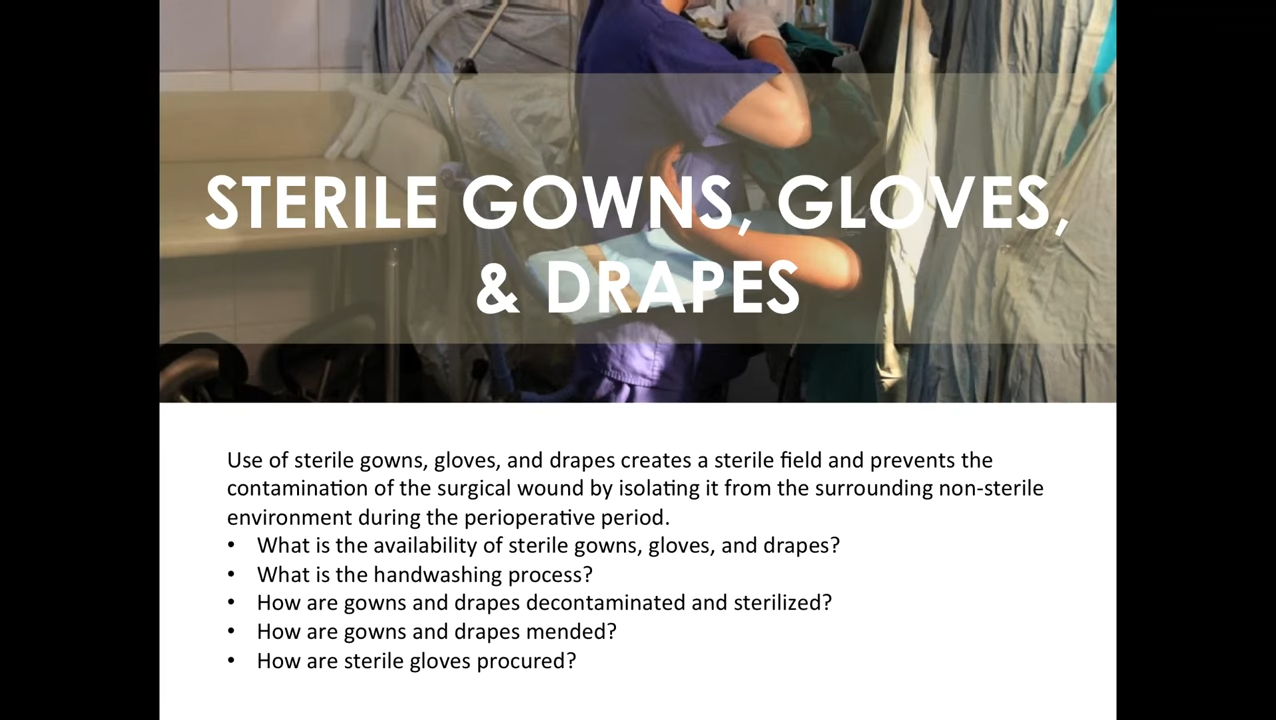 STERILE GOWNS, GLOVES,
& DRAPES
Use of sterile gowns, gloves, and drapes creates a sterile field and prevents the
contamination of the surgical wound by isolating it from the surrounding non-sterile
environment during the perioperative period.
• What is the availability of sterile gowns, gloves, and drapes?
• What is the handwashing process?
• How are gowns and drapes decontaminated and sterilized?
• How are gowns and drapes mended?
• How are sterile gloves procured?